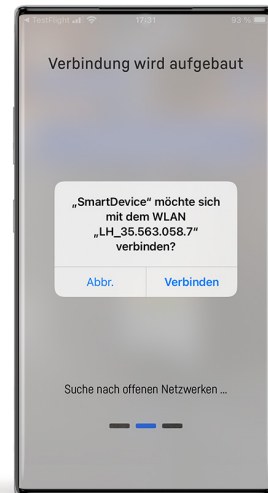 ◀ TestFlight 17:31 93 %
Verbindung wird aufgebaut
„SmartDevice“ möchte sich
mit dem WLAN
„LH_35.563.058.7“
verbinden?
Abbr. Verbinden
Suche nach offenen Netzwerken ...